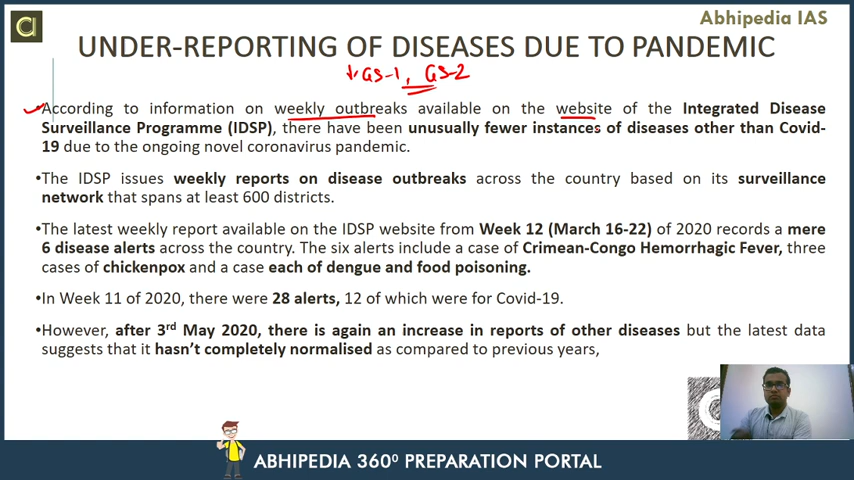 Abhipedia IAS
UNDER-REPORTING OF DISEASES DUE TO PANDEMIC
GS-1, GS-2
•According to information on weekly outbreaks available on the website of the Integrated Disease
Surveillance Programme (IDSP), there have been unusually fewer instances of diseases other than Covid-
19 due to the ongoing novel coronavirus pandemic.
•The IDSP issues weekly reports on disease outbreaks across the country based on its surveillance
network that spans at least 600 districts.
•The latest weekly report available on the IDSP website from Week 12 (March 16-22) of 2020 records a mere
6 disease alerts across the country. The six alerts include a case of Crimean-Congo Hemorrhagic Fever, three
cases of chickenpox and a case each of dengue and food poisoning.
•In Week 11 of 2020, there were 28 alerts, 12 of which were for Covid-19.
•However, after 3rd May 2020, there is again an increase in reports of other diseases but the latest data
suggests that it hasn't completely normalised as compared to previous years,
ABHIPEDIA 360⁰ PREPARATION PORTAL